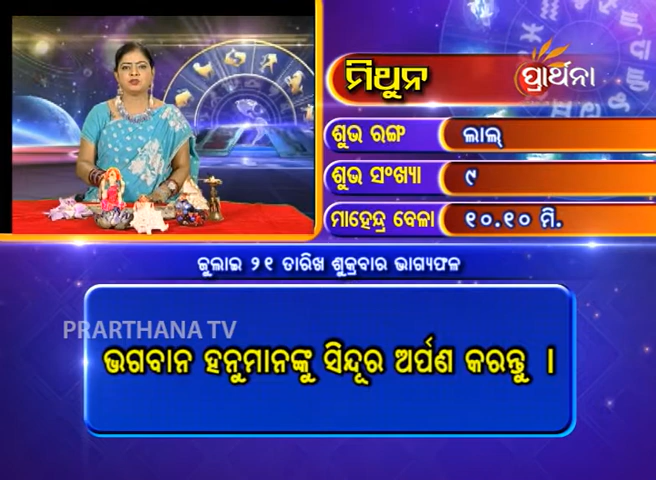 ମିଥୁନ
ପ୍ରାର୍ଥନା
ଶୁଭ ରଙ୍ଗ ଲାଲ୍
ଶୁଭ ସଂଖ୍ୟା ୯
ମାହେନ୍ଦ୍ର ବେଳା ୧୦.୧୦ ମି.
ଜୁଲାଇ ୨୧ ତାରିଖ ଶୁକ୍ରବାର ଭାଗ୍ୟଫଳ
PRARTHANA TV
ଭଗବାନ ହନୁମାନଙ୍କୁ ସିନ୍ଦୂର ଅର୍ପଣ କରନ୍ତୁ ।